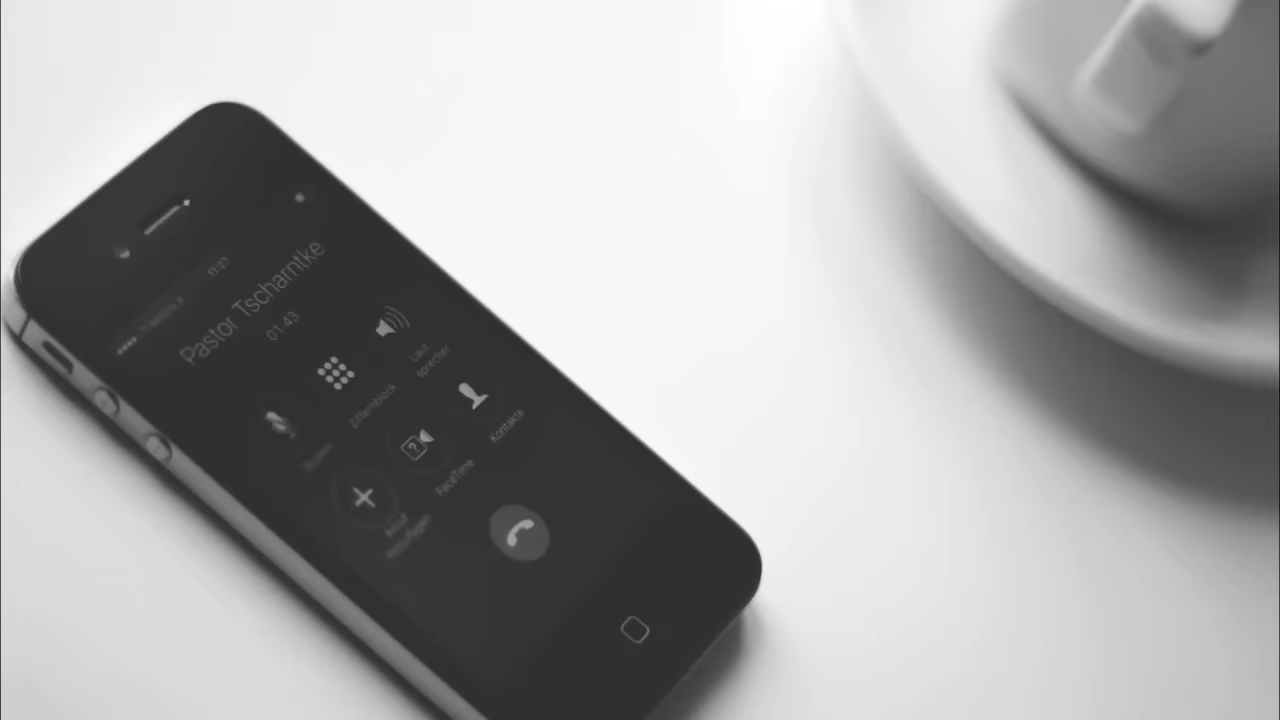 11:27
Pastor Tscharntke
01:43
Ziffernblock
Laut
sprecher
FaceTime
Kontakte